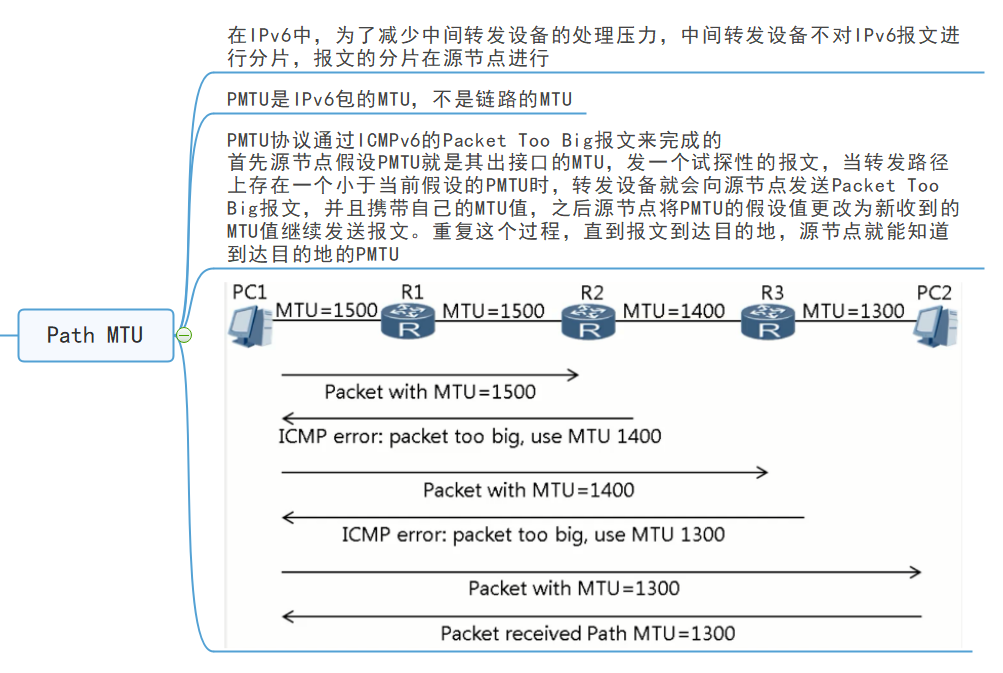 在IPv6中，为了减少中间转发设备的处理压力，中间转发设备不对IPv6报文进
行分片，报文的分片在源节点进行
PMTU是IPv6包的MTU，不是链路的MTU
PMTU协议通过ICMPv6的Packet Too Big报文来完成的
首先源节点假设PMTU就是其出接口的MTU，发一个试探性的报文，当转发路径
上存在一个小于当前假设的PMTU时，转发设备就会向源节点发送Packet Too
Big报文，并且携带自己的MTU值，之后源节点将PMTU的假设值更改为新收到的
MTU值继续发送报文。重复这个过程，直到报文到达目的地，源节点就能知道
到达目的地的PMTU
Path MTU
PC1 R1 R2 R3 PC2
MTU=1500 MTU=1500 MTU=1400 MTU=1300
R R R
Packet with MTU=1500
ICMP error: packet too big, use MTU 1400
Packet with MTU=1400
ICMP error: packet too big, use MTU 1300
Packet with MTU=1300
Packet received Path MTU=1300